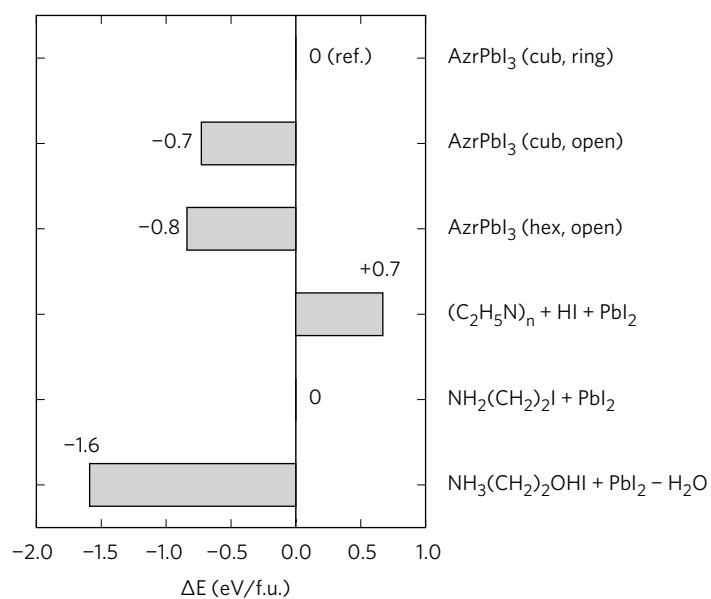 0 (ref.) AzrPbI₃ (cub, ring)
−0.7 AzrPbI₃ (cub, open)
−0.8 AzrPbI₃ (hex, open)
+0.7
(C₂H₅N)ₙ + HI + PbI₂
0 NH₂(CH₂)₂I + PbI₂
−1.6
NH₃(CH₂)₂OHI + PbI₂ − H₂O
−2.0 −1.5 −1.0 −0.5 0.0 0.5 1.0
ΔE (eV/f.u.)